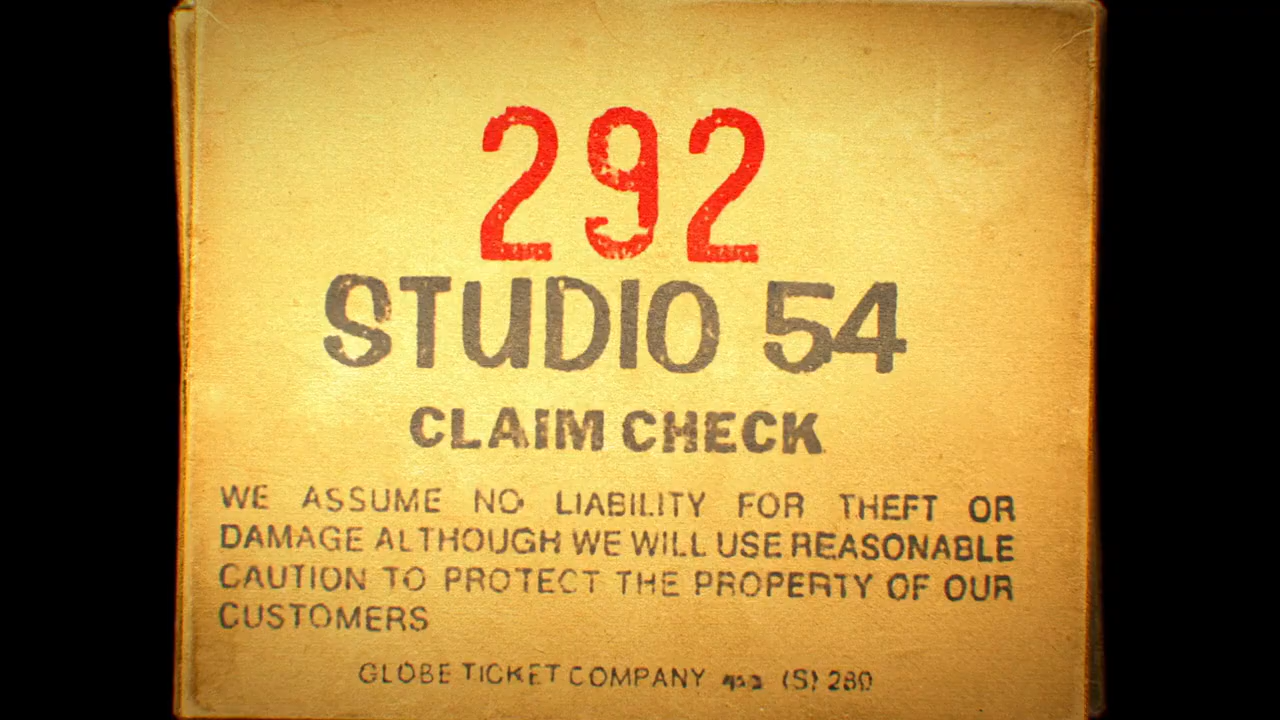 292
STUDIO 54
CLAIM CHECK
WE ASSUME NO LIABILITY FOR THEFT OR
DAMAGE ALTHOUGH WE WILL USE REASONABLE
CAUTION TO PROTECT THE PROPERTY OF OUR
CUSTOMERS
GLOBE TICKET COMPANY (S) 280